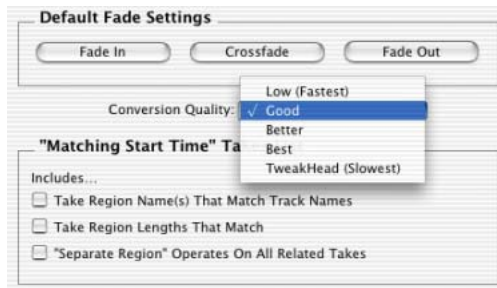 Default Fade Settings
Fade In Crossfade Fade Out
Conversion Quality:
Low (Fastest)
✓ Good
Better
Best
TweakHead (Slowest)
"Matching Start Time" Ta
Includes...
Take Region Name(s) That Match Track Names
Take Region Lengths That Match
"Separate Region" Operates On All Related Takes